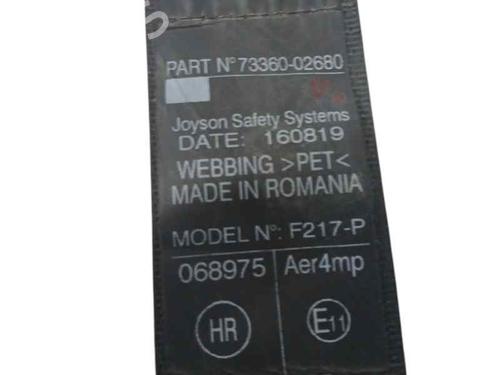 PART N° 73360-02680
Joyson Safety Systems
DATE: 160819
WEBBING >PET<
MADE IN ROMANIA
MODEL N°: F217-P
068975 Aer4mp
HR E11